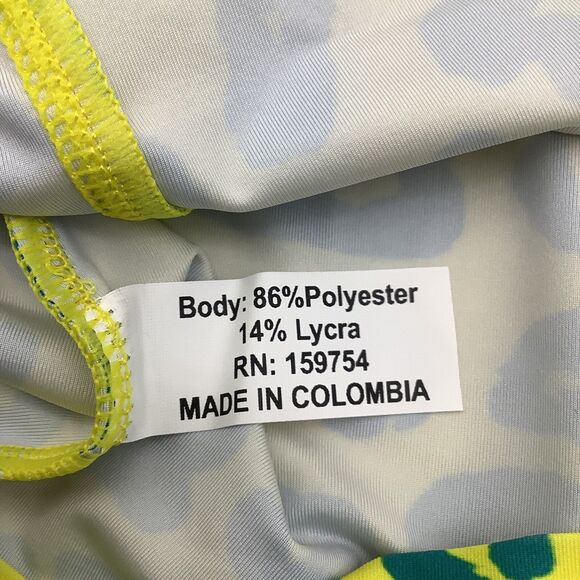 Body: 86%Polyester
14% Lycra
RN: 159754
MADE IN COLOMBIA